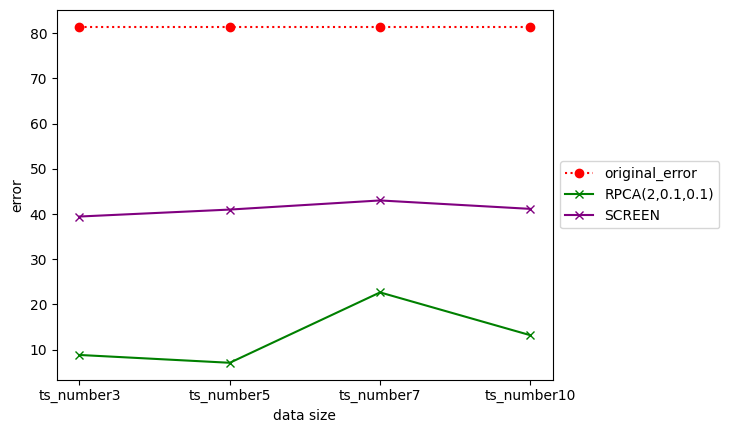 80
70
60
50
40
30
20
10
error
ts_number3
ts_number5
ts_number7
ts_number10
data size
original_error
RPCA(2,0.1,0.1)
SCREEN